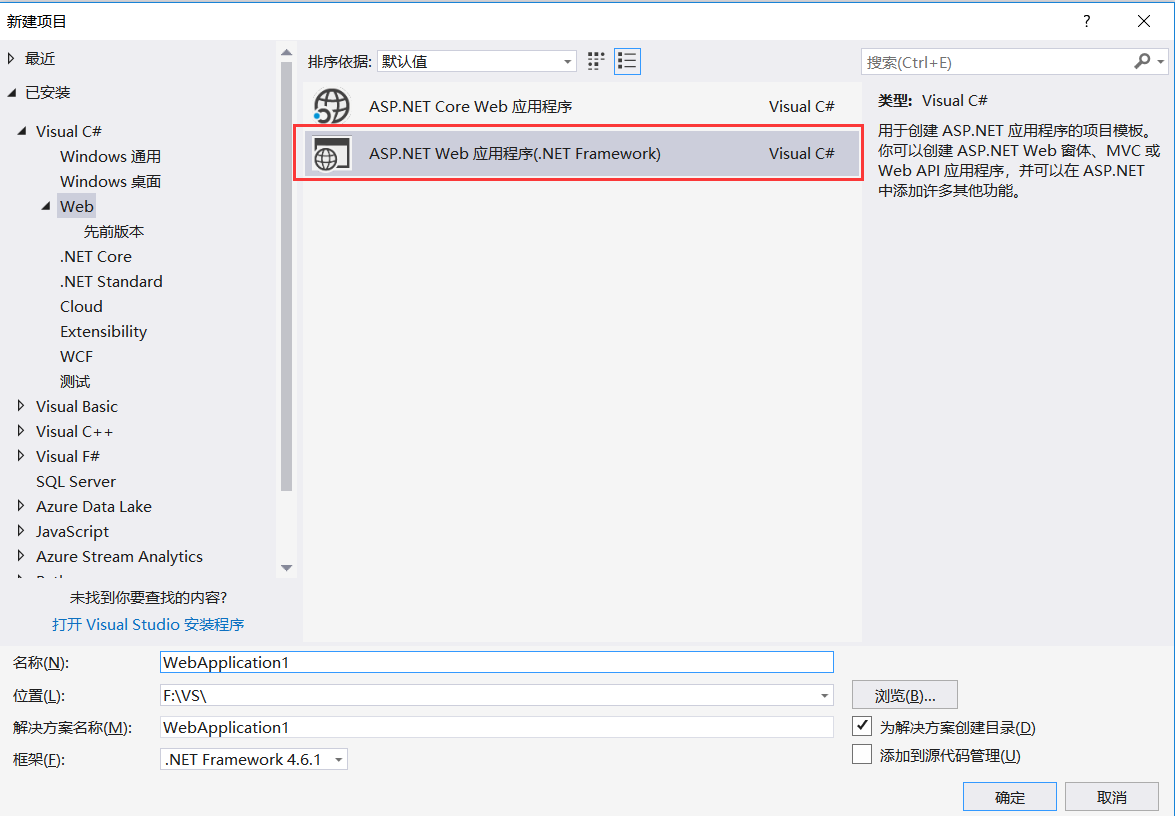 新建项目
?
最近
已安装
Visual C#
Windows 通用
Windows 桌面
Web
先前版本
.NET Core
.NET Standard
Cloud
Extensibility
WCF
测试
Visual Basic
Visual C++
Visual F#
SQL Server
Azure Data Lake
JavaScript
Azure Stream Analytics
未找到你要查找的内容?
打开 Visual Studio 安装程序
排序依据: 默认值
ASP.NET Core Web 应用程序 Visual C#
ASP.NET Web 应用程序(.NET Framework) Visual C#
搜索(Ctrl+E)
类型: Visual C#
用于创建 ASP.NET 应用程序的项目模板。
你可以创建 ASP.NET Web 窗体、MVC 或
Web API 应用程序，并可以在 ASP.NET
中添加许多其他功能。
名称(N): WebApplication1
位置(L): F:\VS\ 浏览(B)...
解决方案名称(M): WebApplication1 为解决方案创建目录(D)
框架(F): .NET Framework 4.6.1 添加到源代码管理(U)
确定 取消